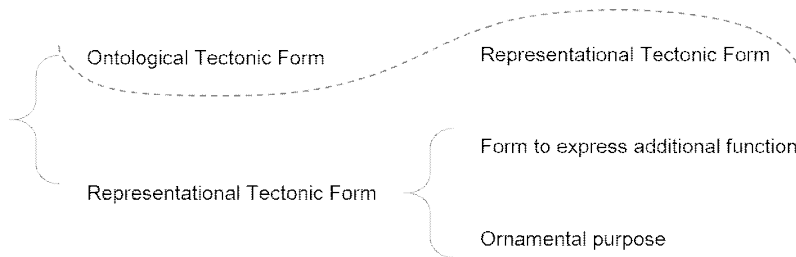 Ontological Tectonic Form
Representational Tectonic Form
Form to express additional function
Representational Tectonic Form
Ornamental purpose